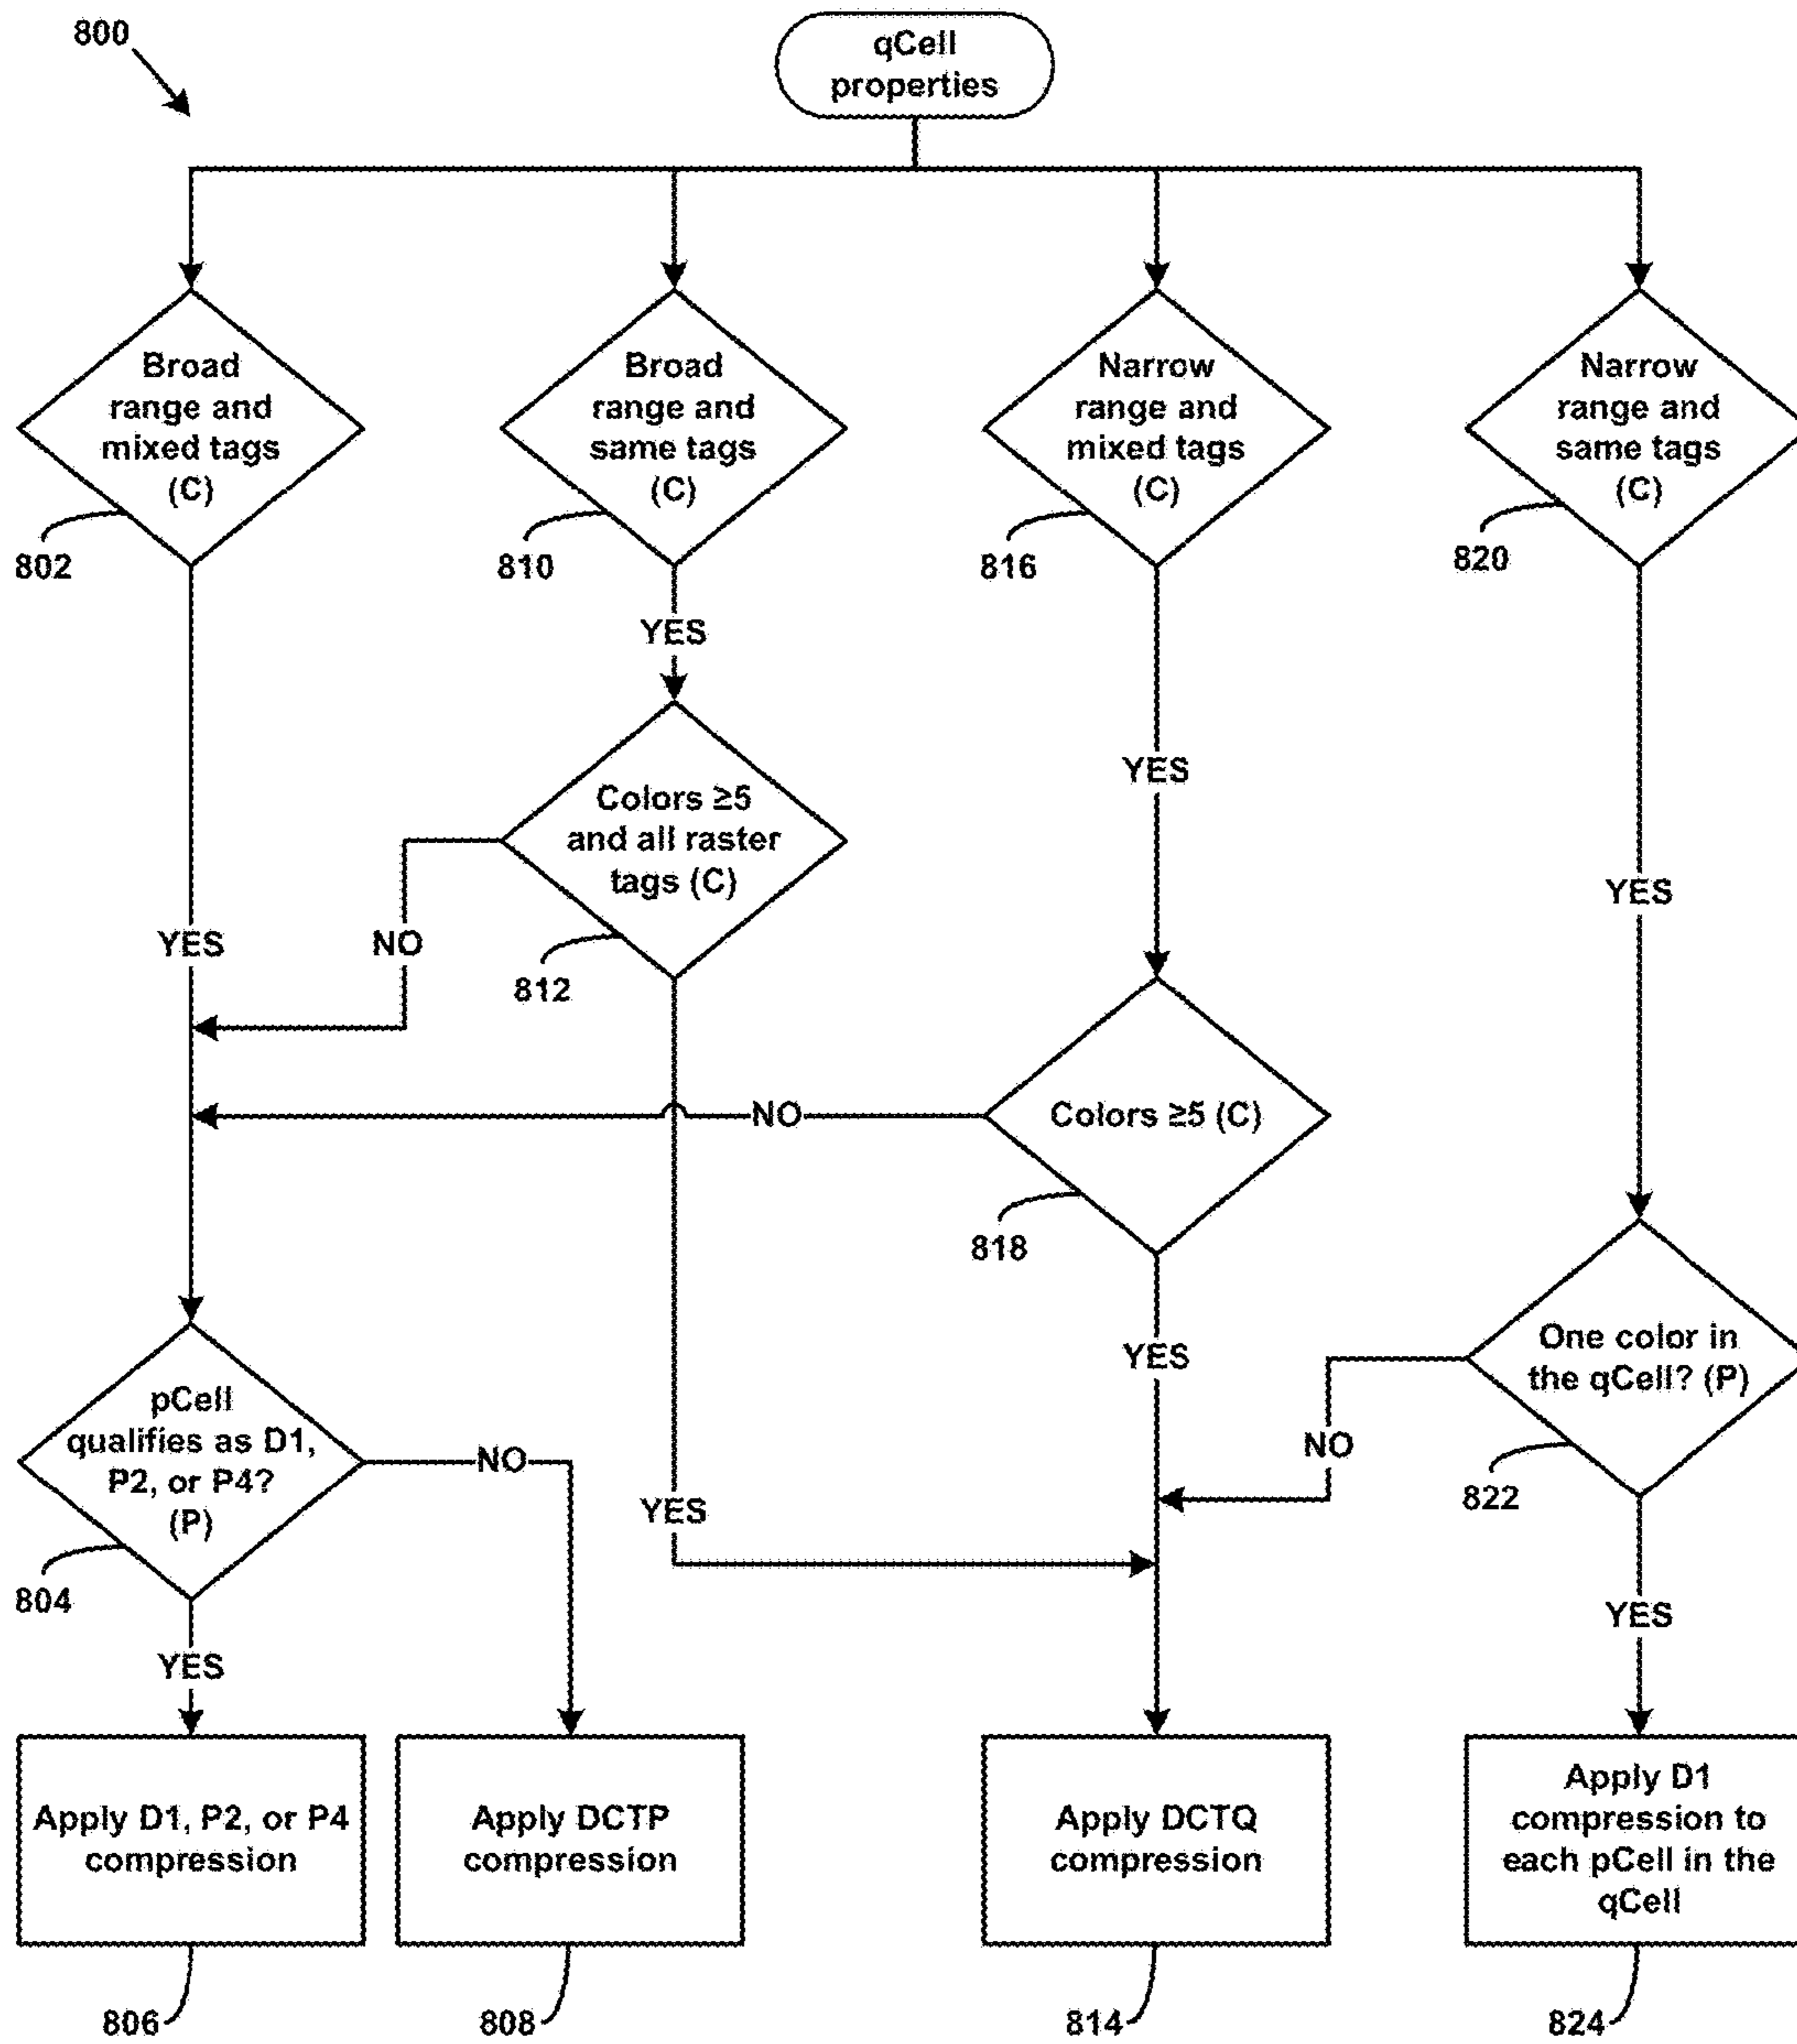 800
qCell
properties
Broad
range and
mixed tags
(C)
802
Broad
range and
same tags
(C)
810
Narrow
range and
mixed tags
(C)
816
Narrow
range and
same tags
(C)
820
YES
Colors ≥5
and all raster
tags (C)
812
YES
YES
YES
NO
Colors ≥5 (C)
818
NO
One color in
the qCell? (P)
822
YES
NO
pCell
qualifies as D1,
P2, or P4?
(P)
804
NO
YES
YES
YES
Apply D1, P2, or P4
compression
806
Apply DCTP
compression
808
Apply DCTQ
compression
814
Apply D1
compression to
each pCell in the
qCell
824